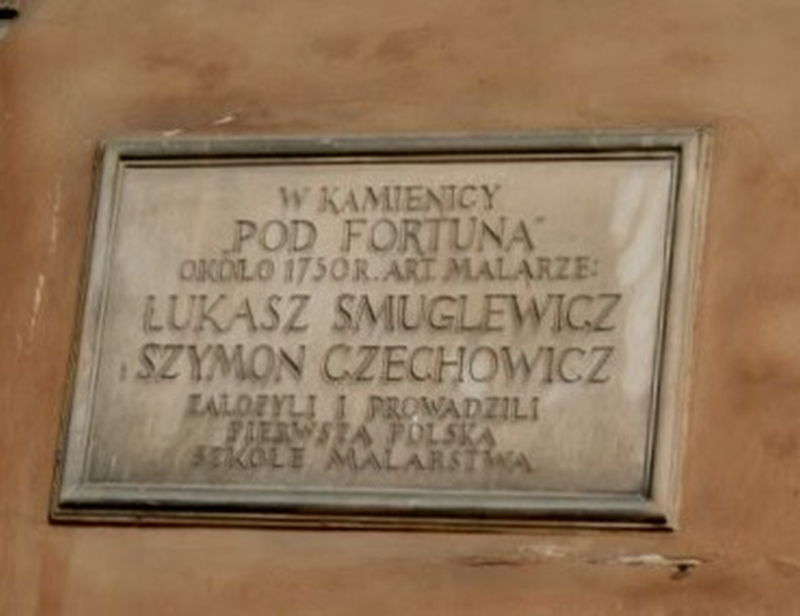 W KAMIENICY
„POD FORTUNĄ”
OKOŁO 1750 R. ART. MALARZE:
ŁUKASZ SMUGLEWICZ
I SZYMON CZECHOWICZ
ZAŁOŻYLI I PROWADZILI
PIERWSZĄ POLSKĄ
SZKOŁĘ MALARSTWA